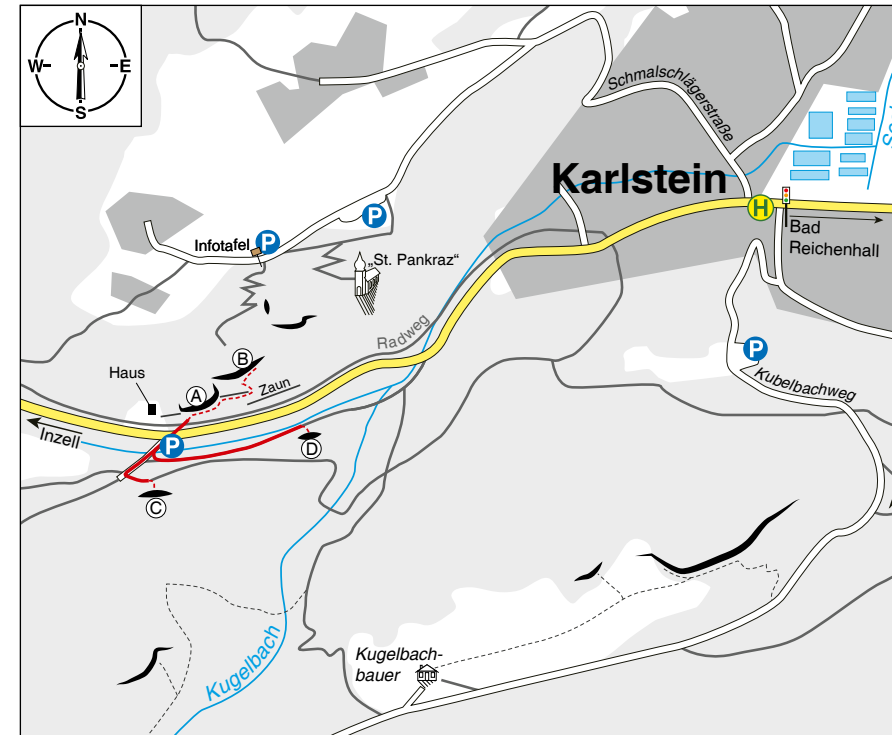 N
W
E
S
Schmalschlägerstraße
Karlstein
H
Bad
Reichenhall
P
Infotafel
P
„St. Pankraz“
Radweg
P
Kubelbachweg
Haus
B
A
Zaun
Inzell
P
D
C
Kugelbach
Kugelbach-
bauer